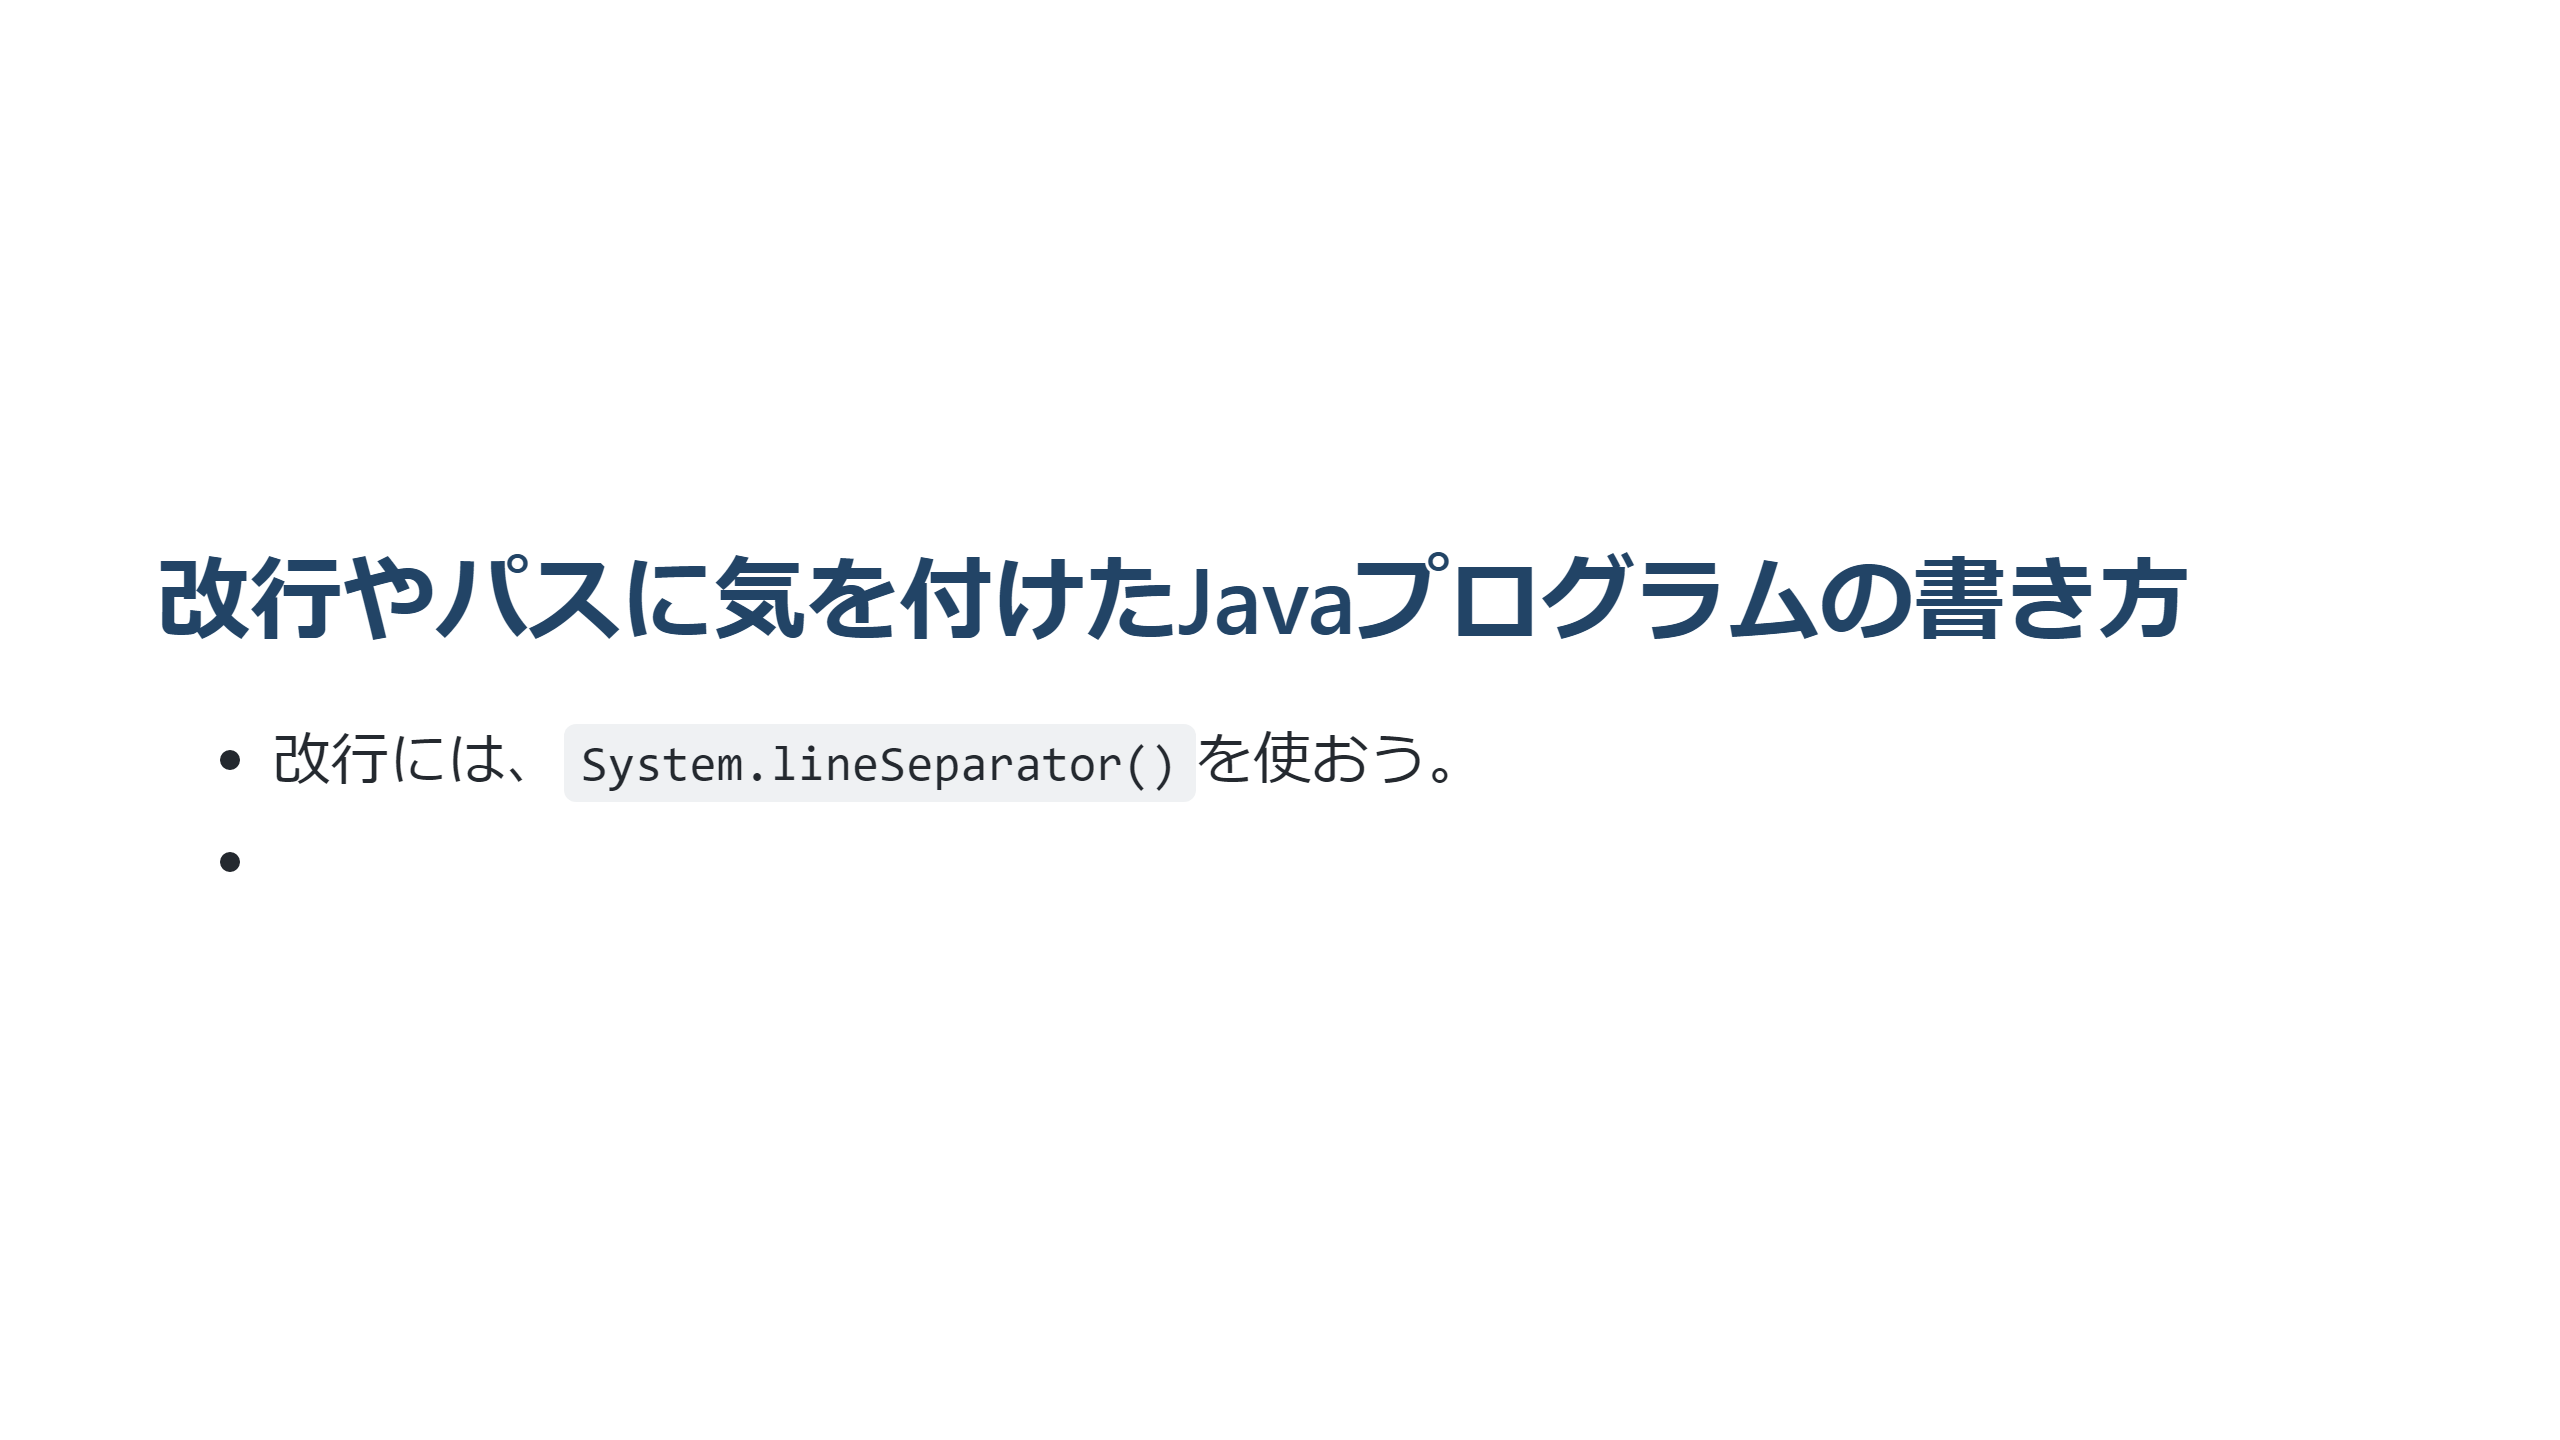 改行やパスに気を付けたJavaプログラムの書き方
• 改行には、 System.lineSeparator() を使おう。
•